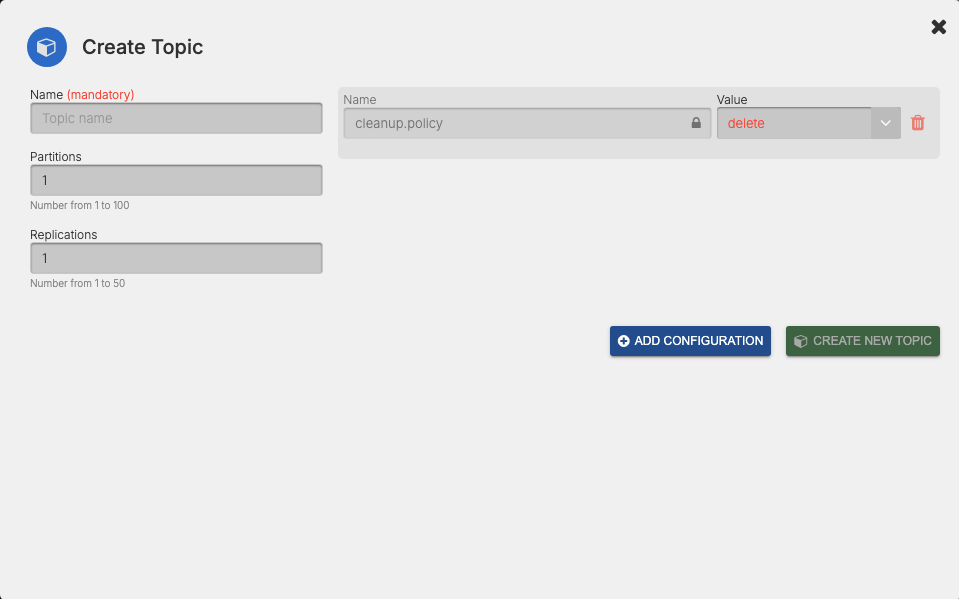 Create Topic
Name (mandatory)
Topic name
Partitions
1
Number from 1 to 100
Replications
1
Number from 1 to 50
Name
cleanup.policy
Value
delete
ADD CONFIGURATION
CREATE NEW TOPIC